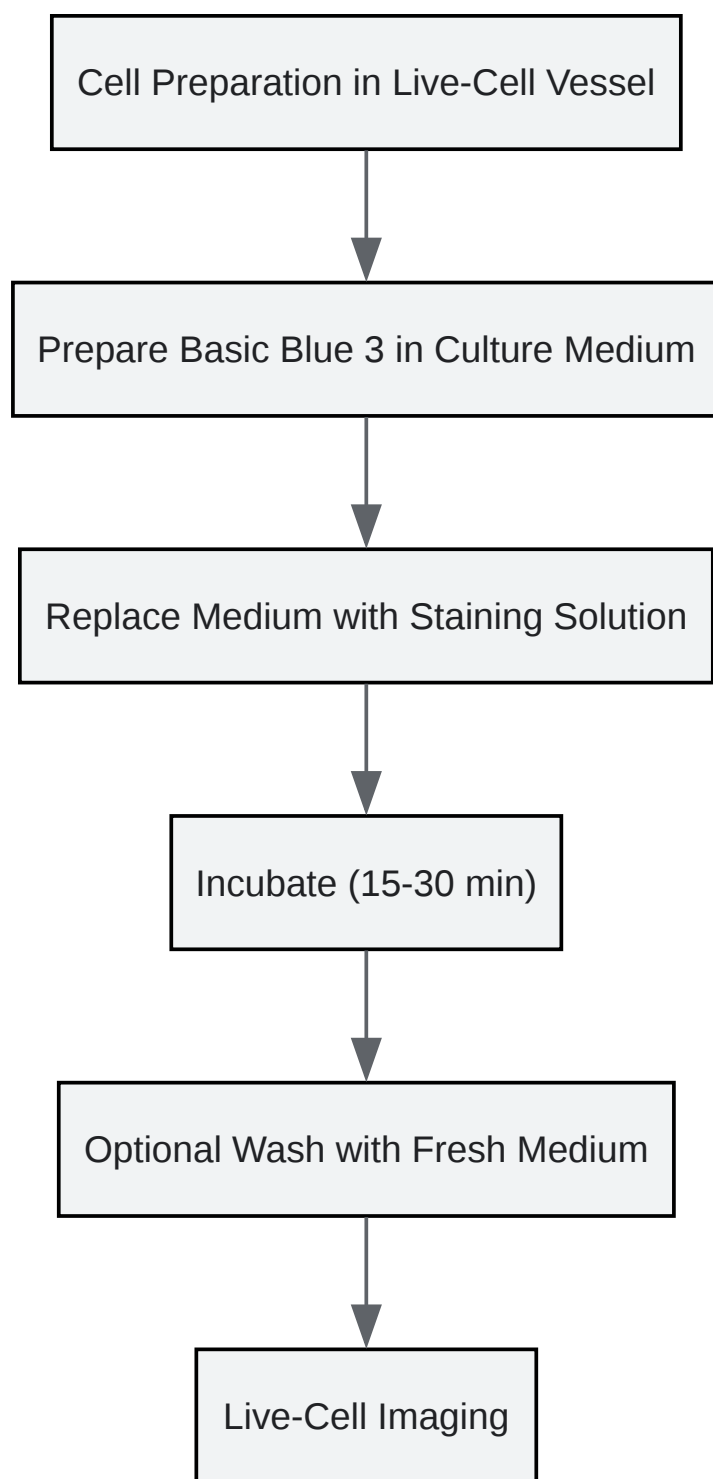 Cell Preparation in Live-Cell Vessel
Prepare Basic Blue 3 in Culture Medium
Replace Medium with Staining Solution
Incubate (15-30 min)
Optional Wash with Fresh Medium
Live-Cell Imaging